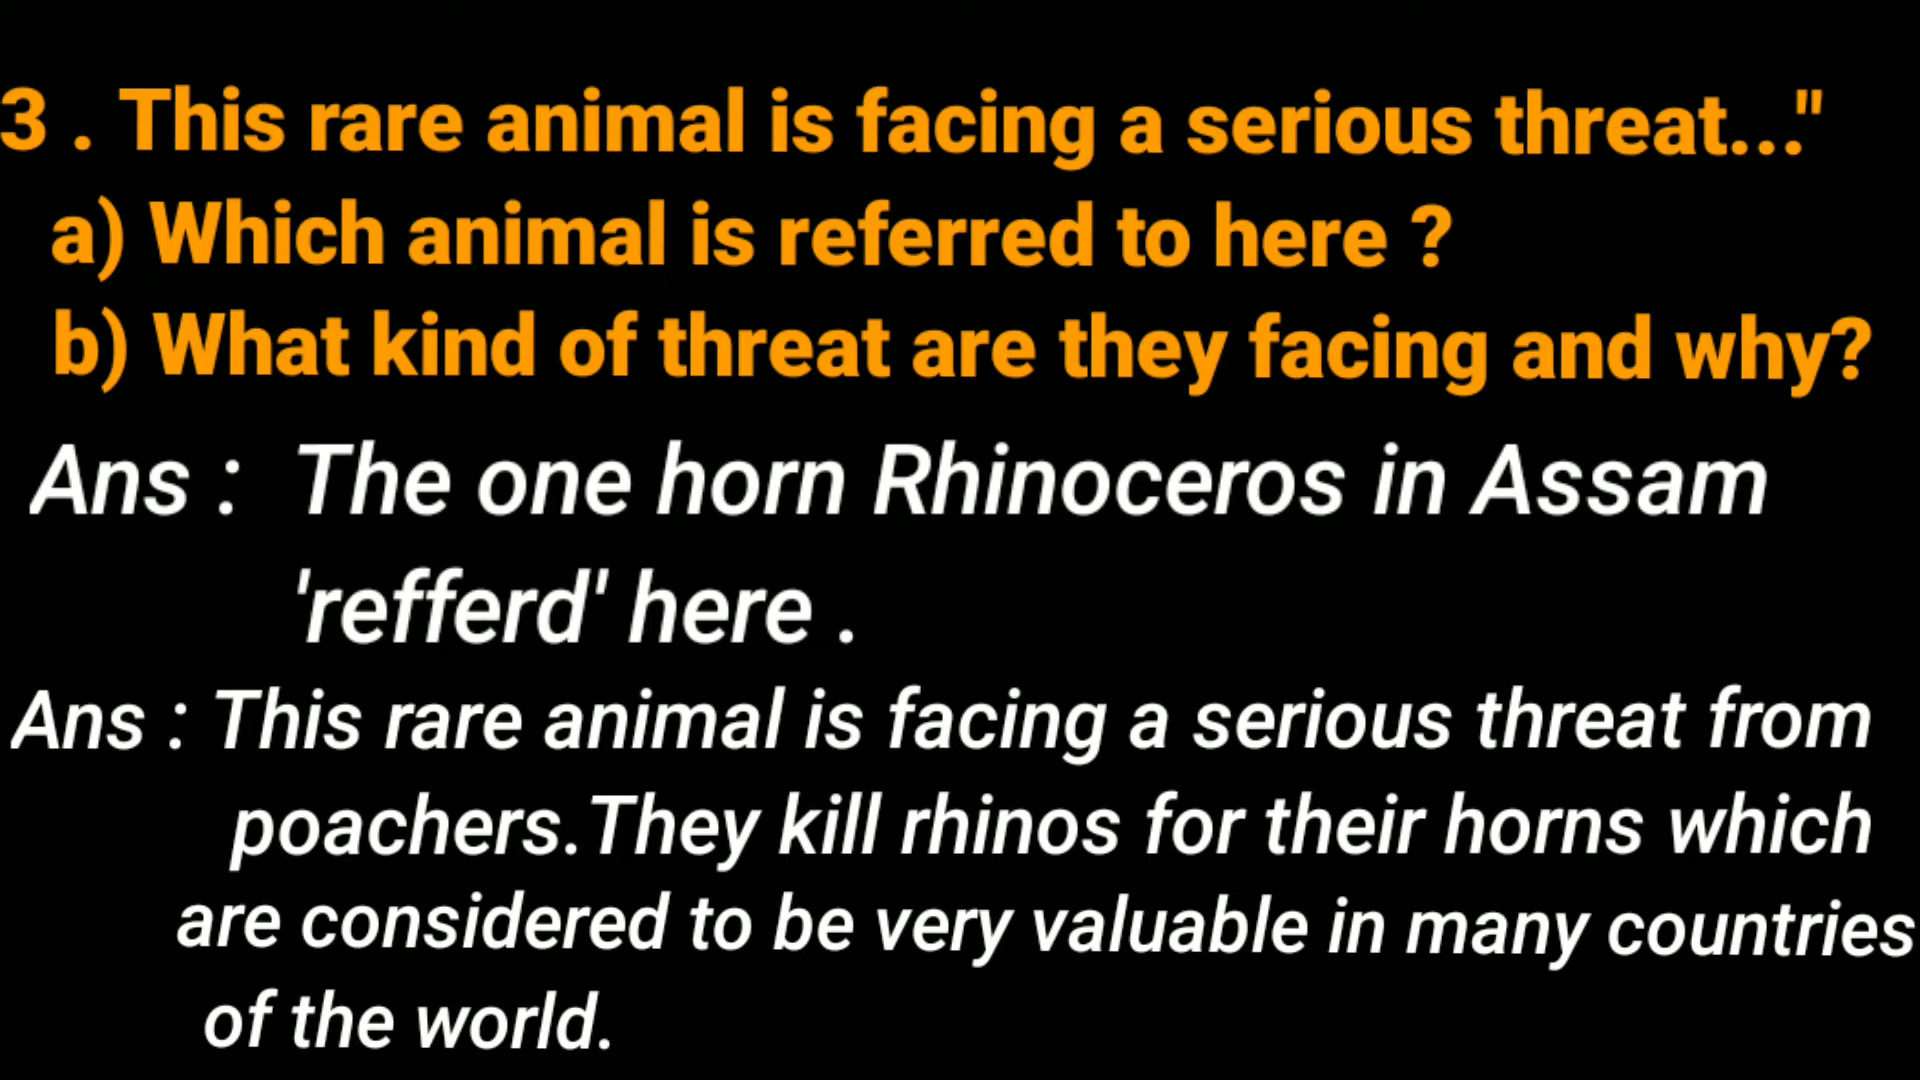 3 . This rare animal is facing a serious threat..."
a) Which animal is referred to here ?
b) What kind of threat are they facing and why?
Ans : The one horn Rhinoceros in Assam
'refferd' here .
Ans : This rare animal is facing a serious threat from
poachers.They kill rhinos for their horns which
are considered to be very valuable in many countries
of the world.